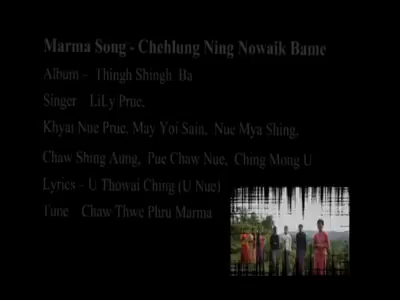 Marma Song - Chehlung Ning Nowaik Bame
Album – Thingh Shingh Ba
Singer LiLy Prue,
Khyai Nue Prue, May Yoi Sain, Nue Mya Shing,
Chaw Shing Aung, Pue Chaw Nue, Ching Mong U
Lyrics – U Thowai Ching (U Nue)
Tune Chaw Thwe Phru Marma